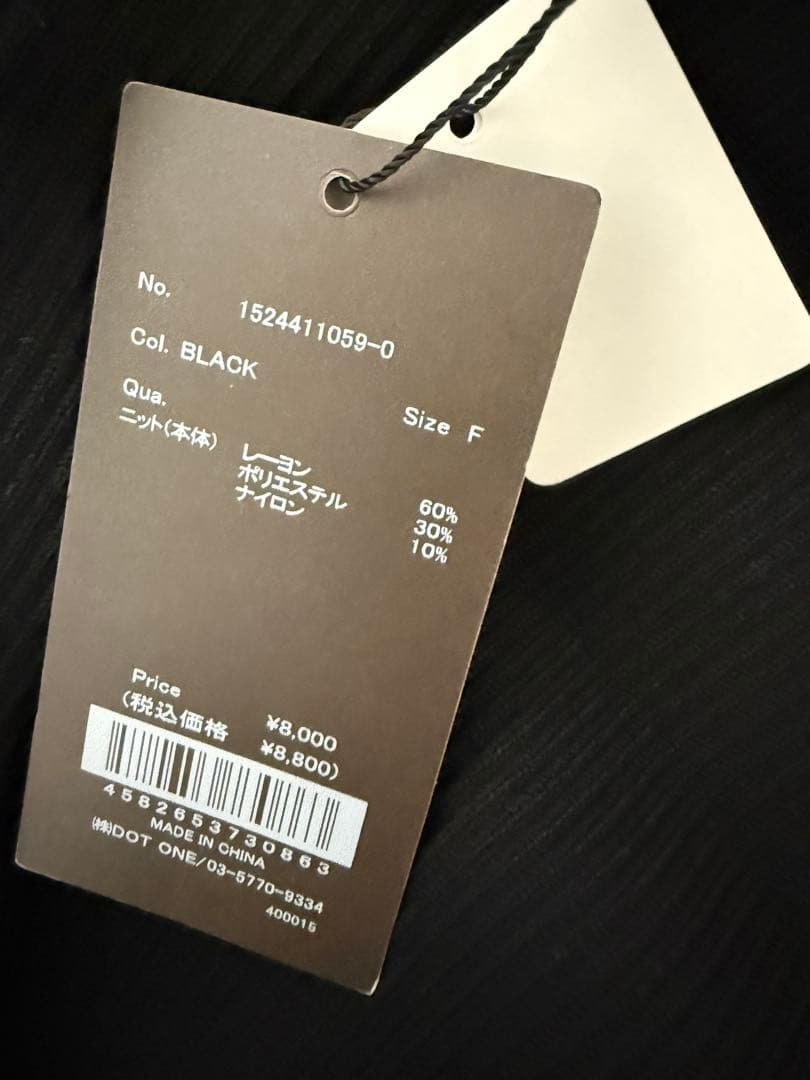 No. 1524411059-0
Col. BLACK
Size F
Qua.
ニット(本体) レーヨン 60%
ポリエステル 30%
ナイロン 10%
Price ¥8,000
(税込価格 ¥8,800)
4582653730863
MADE IN CHINA
㈱DOT ONE/03-5770-9334
400015